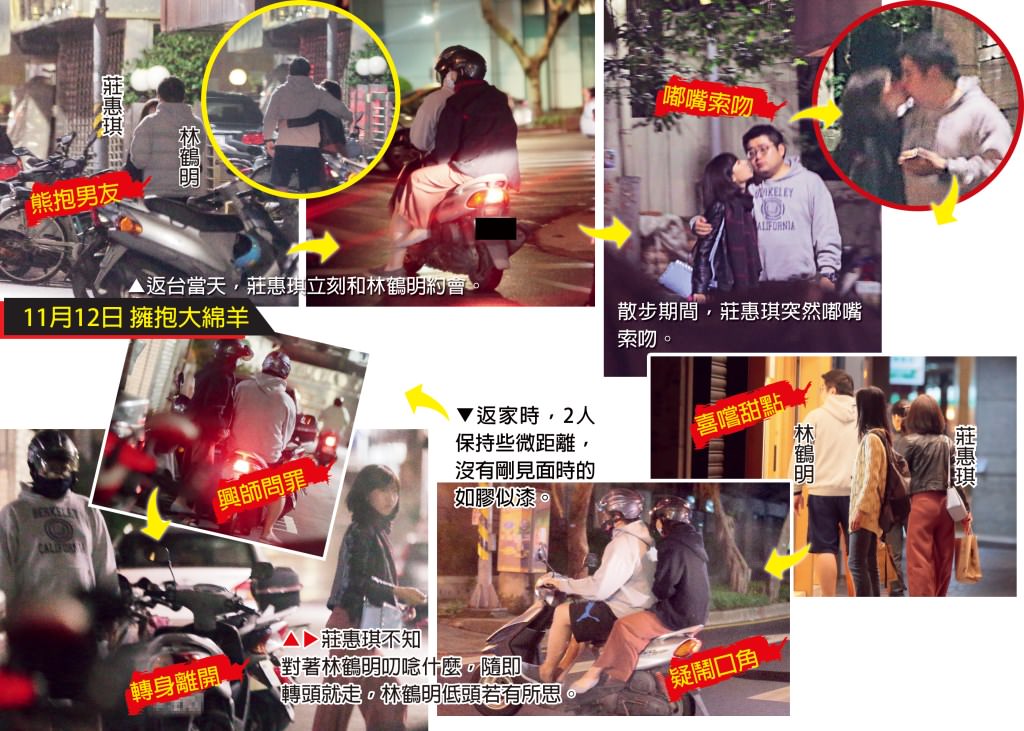 莊惠琪
林鶴明
熊抱男友
▲返台當天，莊惠琪立刻和林鶴明約會。
嘟嘴索吻
BERKELEY
CALIFORNIA
散步期間，莊惠琪突然嘟嘴
索吻。
11月12日 擁抱大綿羊
喜嚐甜點
林鶴明
莊惠琪
▼返家時，2人
保持些微距離，
沒有剛見面時的
如膠似漆。
疑鬧口角
興師問罪
BERKELEY
CALIFORNIA
轉身離開
▲▶莊惠琪不知
對著林鶴明叨唸什麼，隨即
轉頭就走，林鶴明低頭若有所思。